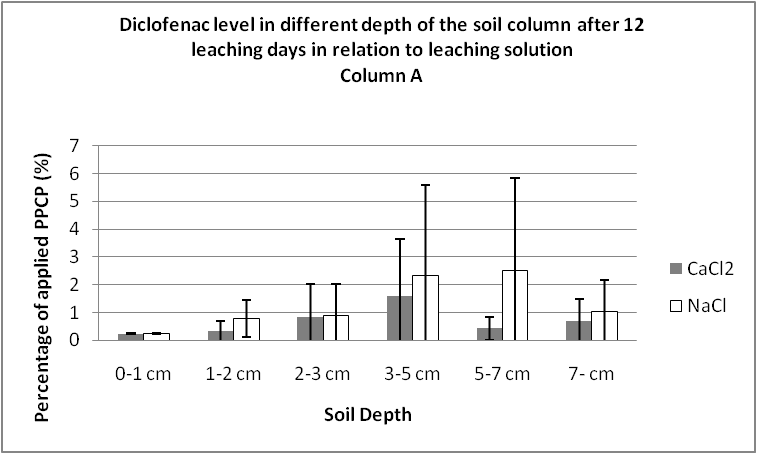 Diclofenac level in different depth of the soil column after 12
leaching days in relation to leaching solution
Column A
Percentage of applied PPCP (%)
7
6
5
4
3
2
1
0
0-1 cm
1-2 cm
2-3 cm
3-5 cm
5-7 cm
7- cm
Soil Depth
CaCl2
NaCl